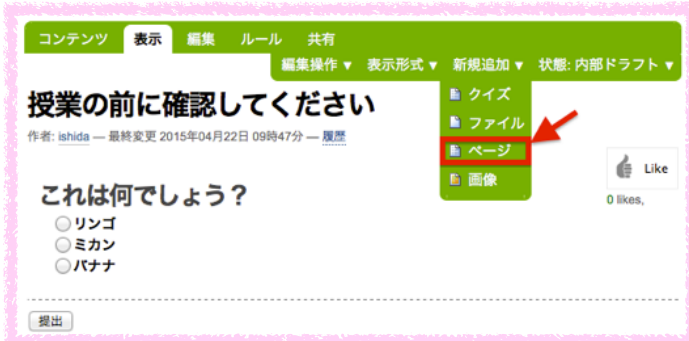 コンテンツ 表示 編集 ルール 共有
編集操作 ▼ 表示形式 ▼ 新規追加 ▼ 状態: 内部ドラフト ▼
クイズ
ファイル
ページ
画像
授業の前に確認してください
作者: ishida — 最終変更 2015年04月22日 09時47分 — 履歴
Like
0 likes,
これは何でしょう？
リンゴ
ミカン
バナナ
提出